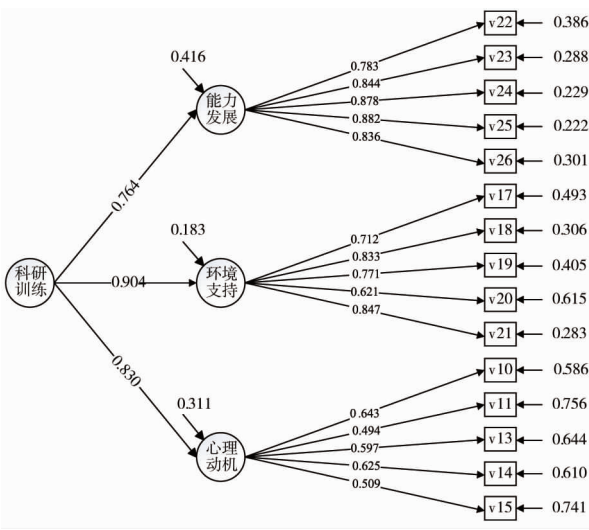 v22 0.386
0.416 0.783 v23 0.288
0.844
能力 0.878 v24 0.229
发展 0.882 v25 0.222
0.836
v26 0.301
0.764
v17 0.493
0.183 0.712 v18 0.306
0.833
科研 环境 0.771 v19 0.405
训练 0.904 支持 0.621 v20 0.615
0.847
v21 0.283
0.830
v10 0.586
0.311 0.643 v11 0.756
0.494
心理 0.597 v13 0.644
动机 0.625 v14 0.610
0.509
v15 0.741